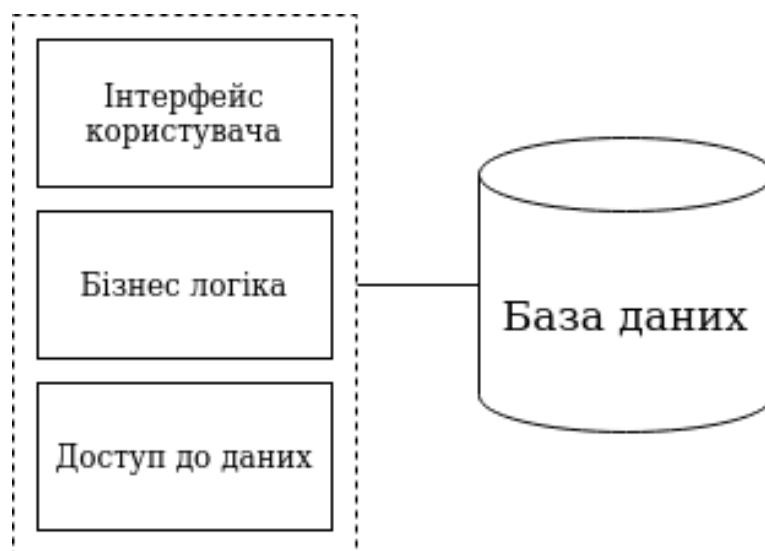 Інтерфейс
користувача
Бізнес логіка
Доступ до даних
База даних